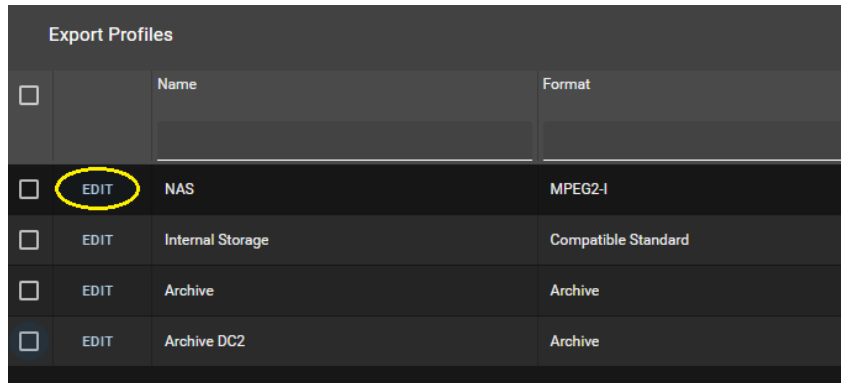 Export Profiles
Name Format
EDIT NAS MPEG2-I
EDIT Internal Storage Compatible Standard
EDIT Archive Archive
EDIT Archive DC2 Archive